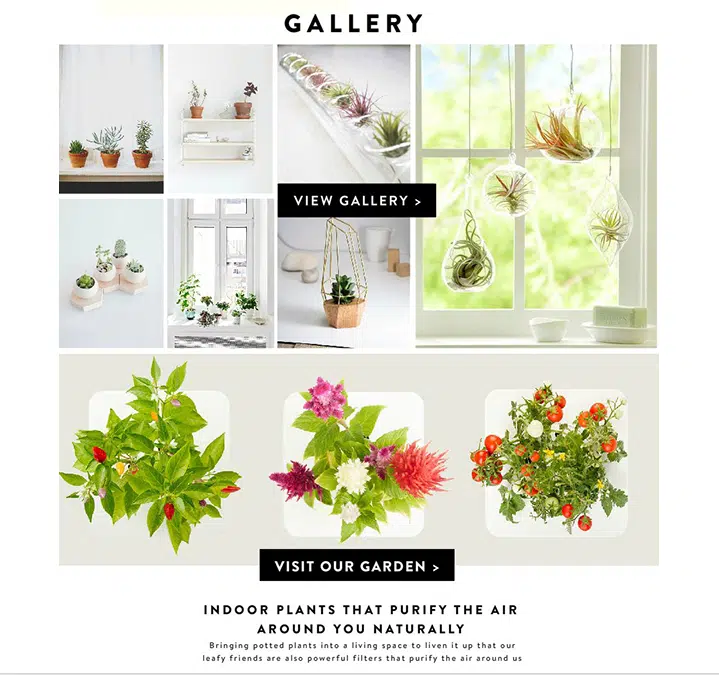 GALLERY
VIEW GALLERY >
VISIT OUR GARDEN >
INDOOR PLANTS THAT PURIFY THE AIR
AROUND YOU NATURALLY
Bringing potted plants into a living space to liven it up that our
leafy friends are also powerful filters that purify the air around us